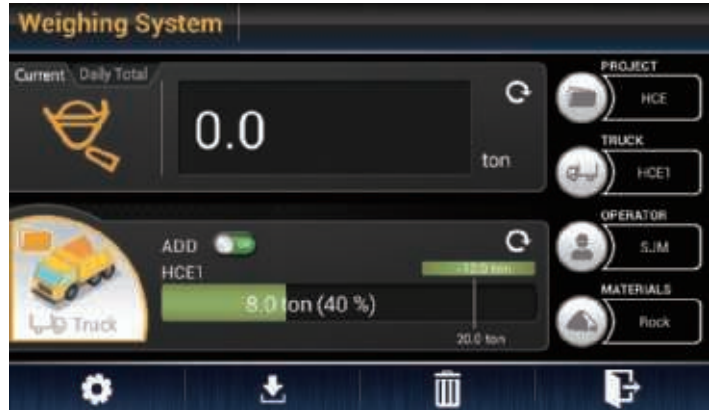 Weighing System
Current Daily Total
0.0
ton
PROJECT
HCE
TRUCK
HCE1
OPERATOR
SJM
MATERIALS
Rock
ADD
HCE1
-12.0 ton
8.0 ton (40 %)
20.0 ton
Truck